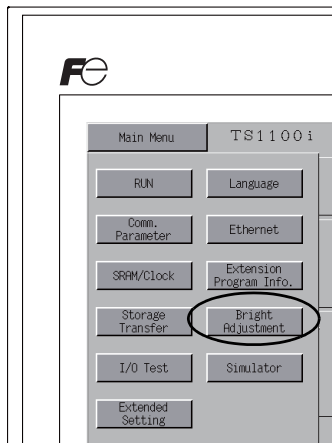 Fe
Main Menu
TS1100i
RUN
Language
Comm.
Parameter
Ethernet
SRAM/Clock
Extension
Program Info.
Storage
Transfer
Bright
Adjustment
I/O Test
Simulator
Extended
Setting